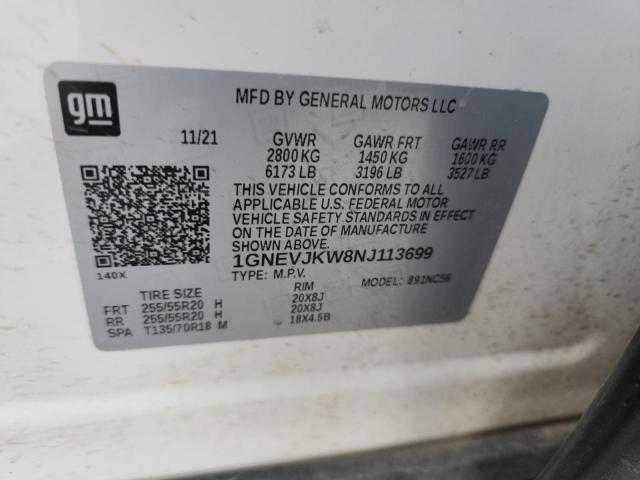 gm
MFD BY GENERAL MOTORS LLC
11/21 GVWR GAWR FRT GAWR RR
2800 KG 1450 KG 1600 KG
6173 LB 3196 LB 3527 LB
THIS VEHICLE CONFORMS TO ALL
APPLICABLE U.S. FEDERAL MOTOR
VEHICLE SAFETY STANDARDS IN EFFECT
ON THE DATE OF MANUFACTURE
SHOWN ABOVE
1GNEVJKW8NJ113699
140X TYPE: M.P.V. MODEL: 891NC56
TIRE SIZE RIM
FRT 255/55R20 H 20X8J
RR 255/55R20 H 20X8J
SPA T135/70R18 M 18X4.5B